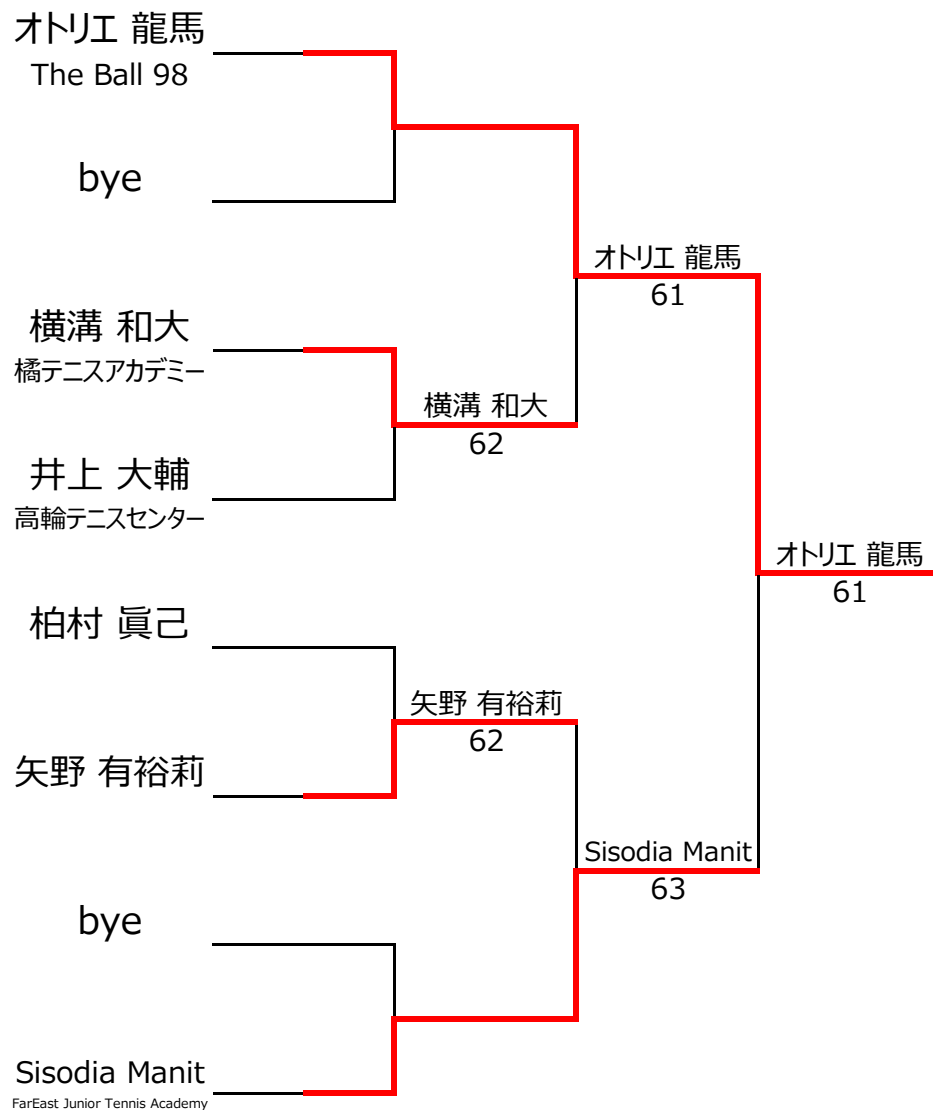 オトリエ 龍馬
The Ball 98
bye
オトリエ 龍馬
61
横溝 和大
橘テニスアカデミー
横溝 和大
62
井上 大輔
高輪テニスセンター
オトリエ 龍馬
61
柏村 眞己
矢野 有裕莉
62
矢野 有裕莉
Sisodia Manit
63
bye
Sisodia Manit
FarEast Junior Tennis Academy